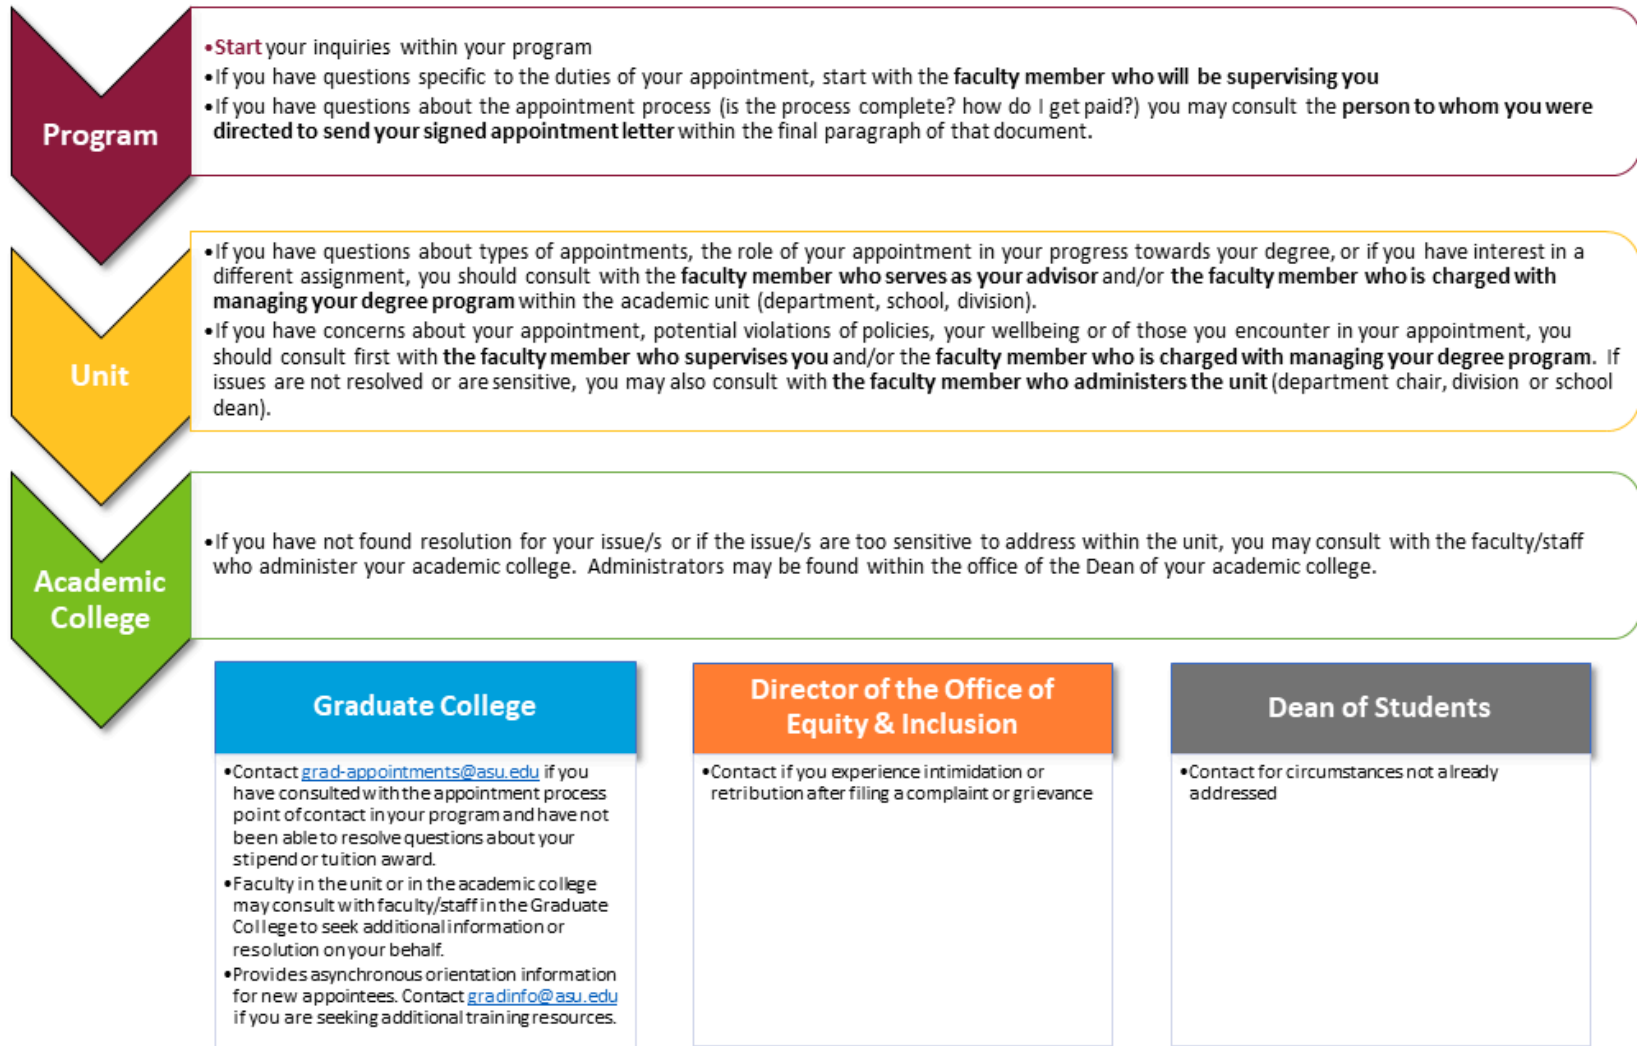 Program
•Start your inquiries within your program
•If you have questions specific to the duties of your appointment, start with the faculty member who will be supervising you
•If you have questions about the appointment process (is the process complete? how do I get paid?) you may consult the person to whom you were
directed to send your signed appointment letter within the final paragraph of that document.
Unit
•If you have questions about types of appointments, the role of your appointment in your progress towards your degree, or if you have interest in a
different assignment, you should consult with the faculty member who serves as your advisor and/or the faculty member who is charged with
managing your degree program within the academic unit (department, school, division).
•If you have concerns about your appointment, potential violations of policies, your wellbeing or of those you encounter in your appointment, you
should consult first with the faculty member who supervises you and/or the faculty member who is charged with managing your degree program. If
issues are not resolved or are sensitive, you may also consult with the faculty member who administers the unit (department chair, division or school
dean).
Academic
College
•If you have not found resolution for your issue/s or if the issue/s are too sensitive to address within the unit, you may consult with the faculty/staff
who administer your academic college. Administrators may be found within the office of the Dean of your academic college.
Graduate College
•Contact grad-appointments@asu.edu if you
have consulted with the appointment process
point of contact in your program and have not
been able to resolve questions about your
stipend or tuition award.
•Faculty in the unit or in the academic college
may consult with faculty/staff in the Graduate
College to seek additional information or
resolution on your behalf.
•Provides asynchronous orientation information
for new appointees. Contact gradinfo@asu.edu
if you are seeking additional training resources.
Director of the Office of
Equity & Inclusion
•Contact if you experience intimidation or
retribution after filing a complaint or grievance
Dean of Students
•Contact for circumstances not already
addressed